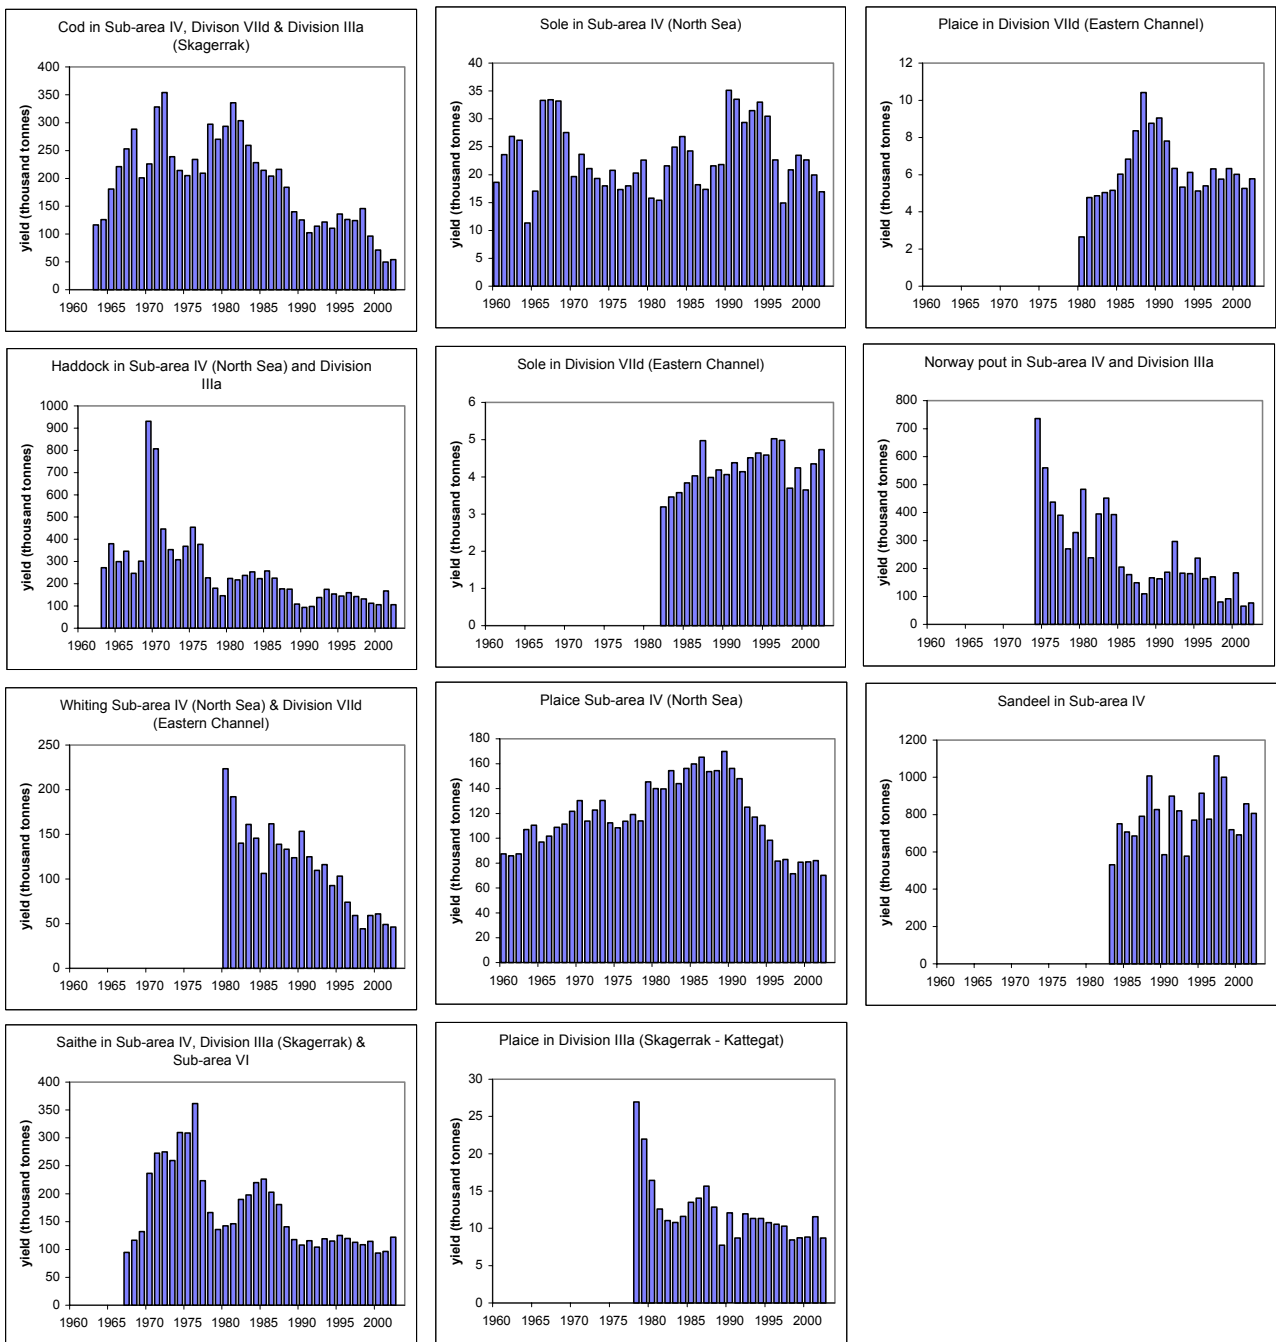 Cod in Sub-area IV, Divison VIId & Division IIIa
(Skagerrak)
yield (thousand tonnes)
400
350
300
250
200
150
100
50
0
1960 1965 1970 1975 1980 1985 1990 1995 2000
Sole in Sub-area IV (North Sea)
yield (thousand tonnes)
40
35
30
25
20
15
10
5
0
1960 1965 1970 1975 1980 1985 1990 1995 2000
Plaice in Division VIId (Eastern Channel)
yield (thousand tonnes)
12
10
8
6
4
2
0
1960 1965 1970 1975 1980 1985 1990 1995 2000
Haddock in Sub-area IV (North Sea) and Division
IIIa
yield (thousand tonnes)
1000
900
800
700
600
500
400
300
200
100
0
1960 1965 1970 1975 1980 1985 1990 1995 2000
Sole in Division VIId (Eastern Channel)
yield (thousand tonnes)
6
5
4
3
2
1
0
1960 1965 1970 1975 1980 1985 1990 1995 2000
Norway pout in Sub-area IV and Division IIIa
yield (thousand tonnes)
800
700
600
500
400
300
200
100
0
1960 1965 1970 1975 1980 1985 1990 1995 2000
Whiting Sub-area IV (North Sea) & Division VIId
(Eastern Channel)
yield (thousand tonnes)
250
200
150
100
50
0
1960 1965 1970 1975 1980 1985 1990 1995 2000
Plaice Sub-area IV (North Sea)
yield (thousand tonnes)
180
160
140
120
100
80
60
40
20
0
1960 1965 1970 1975 1980 1985 1990 1995 2000
Sandeel in Sub-area IV
yield (thousand tonnes)
1200
1000
800
600
400
200
0
1960 1965 1970 1975 1980 1985 1990 1995 2000
Saithe in Sub-area IV, Division IIIa (Skagerrak) &
Sub-area VI
yield (thousand tonnes)
400
350
300
250
200
150
100
50
0
1960 1965 1970 1975 1980 1985 1990 1995 2000
Plaice in Division IIIa (Skagerrak - Kattegat)
yield (thousand tonnes)
30
25
20
15
10
5
0
1960 1965 1970 1975 1980 1985 1990 1995 2000